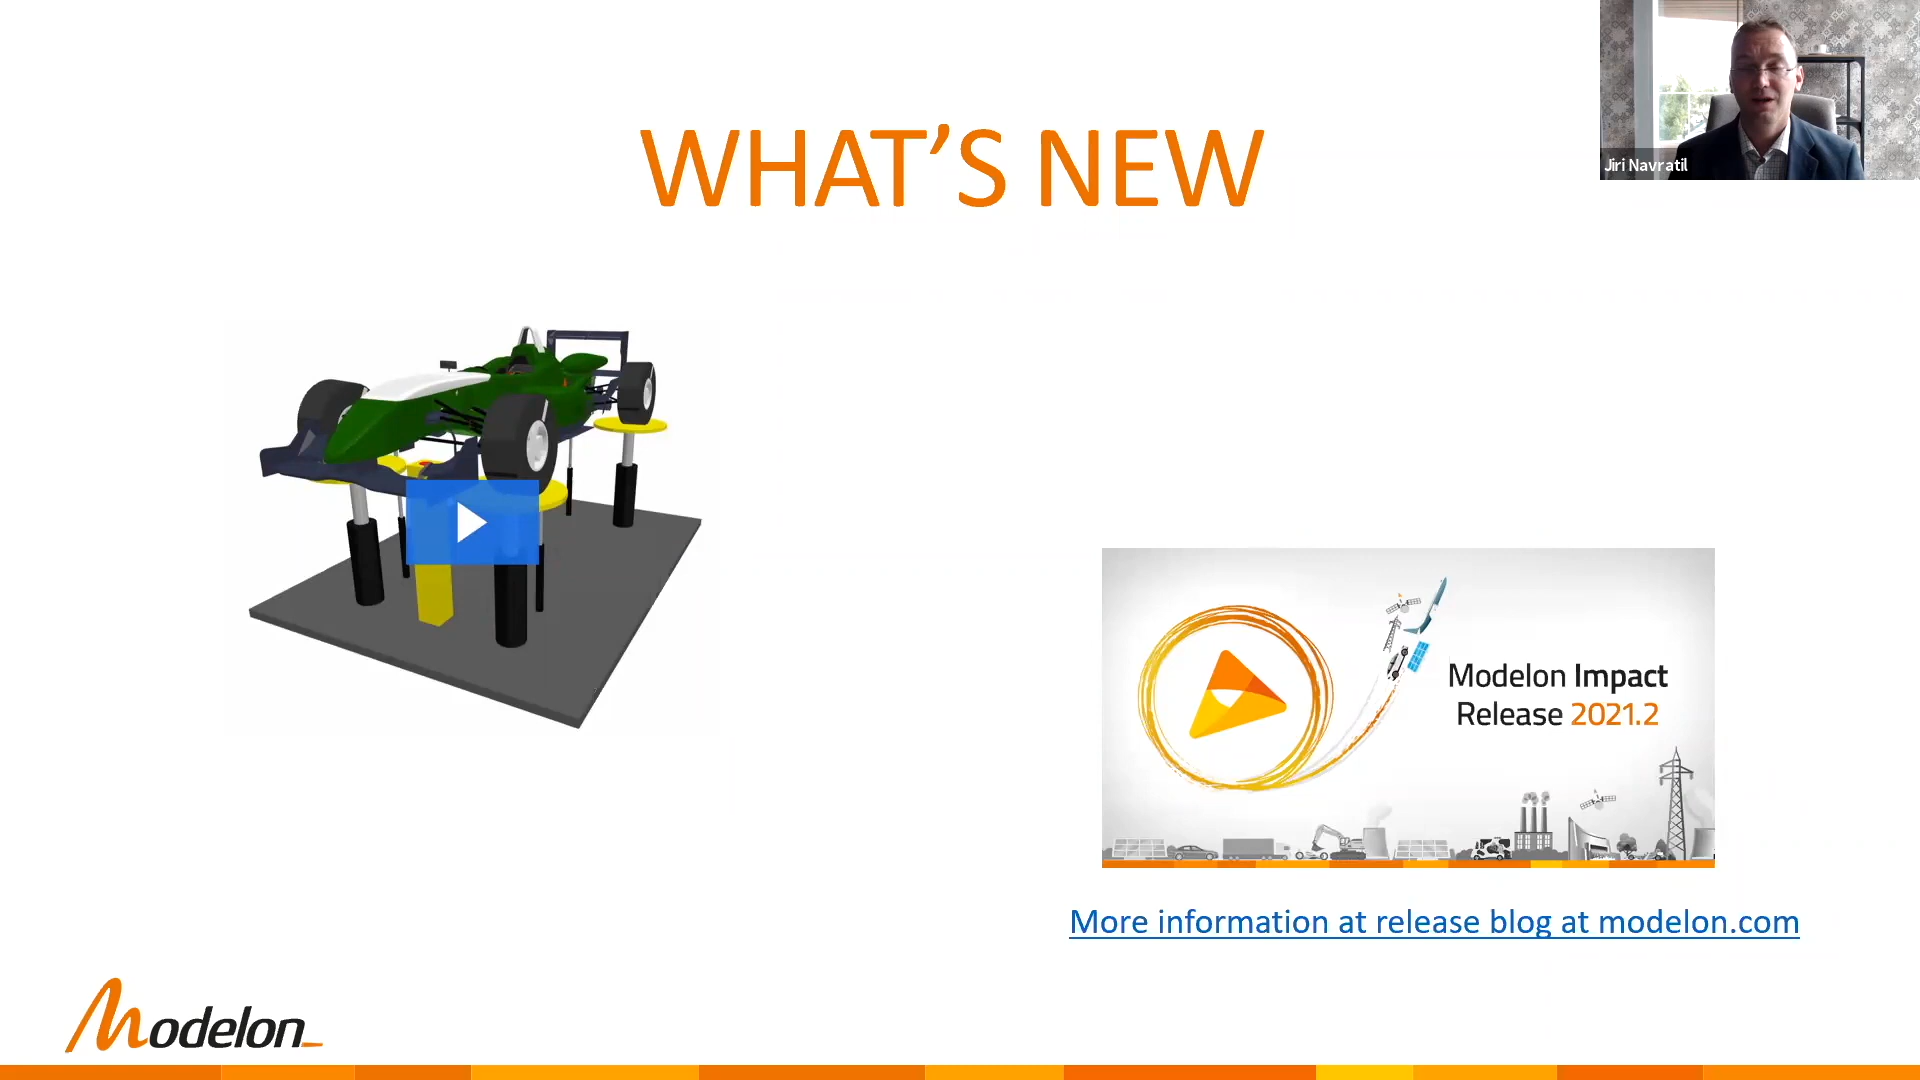 WHAT’S NEW
Jiri Navratil
Modelon Impact
Release 2021.2
More information at release blog at modelon.com
Modelon